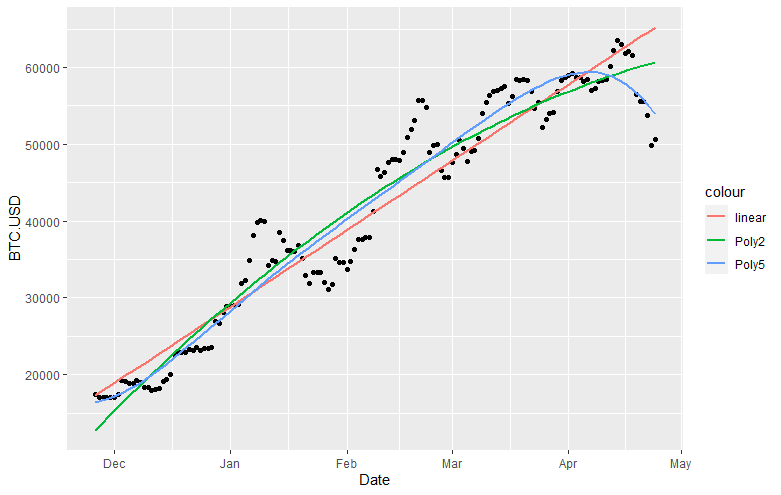 60000
50000
40000
30000
20000
BTC.USD
Dec Jan Feb Mar Apr May
Date
colour
linear
Poly2
Poly5